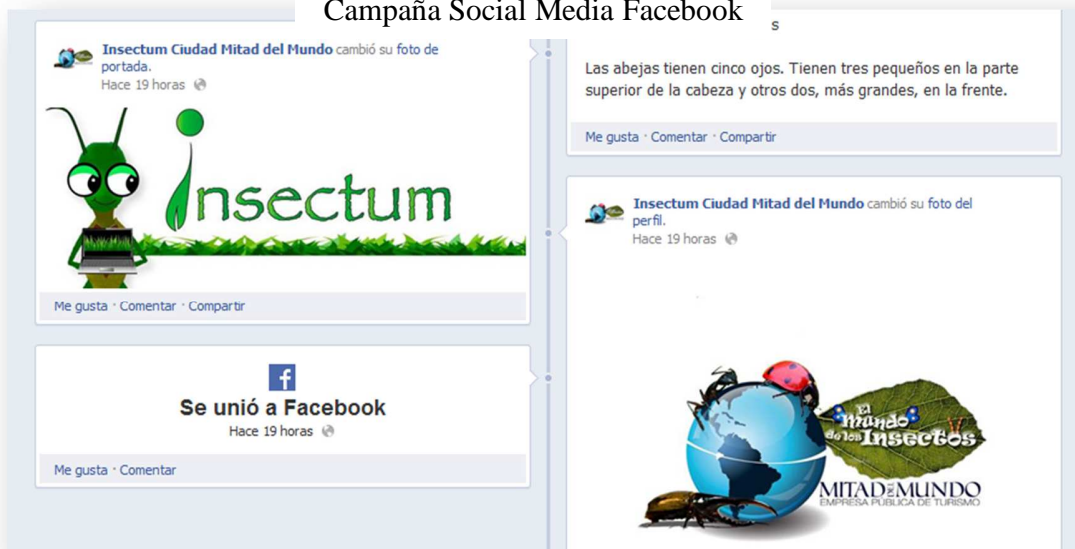 Campaña Social Media Facebook
Insectum Ciudad Mitad del Mundo cambió su foto de
portada.
Hace 19 horas
insectum
Me gusta · Comentar · Compartir
Se unió a Facebook
Hace 19 horas
Me gusta · Comentar
s
Las abejas tienen cinco ojos. Tienen tres pequeños en la parte
superior de la cabeza y otros dos, más grandes, en la frente.
Me gusta · Comentar · Compartir
Insectum Ciudad Mitad del Mundo cambió su foto del
perfil.
Hace 19 horas
El
Mundo
de los Insectos
MITAD DEL MUNDO
EMPRESA PÚBLICA DE TURISMO